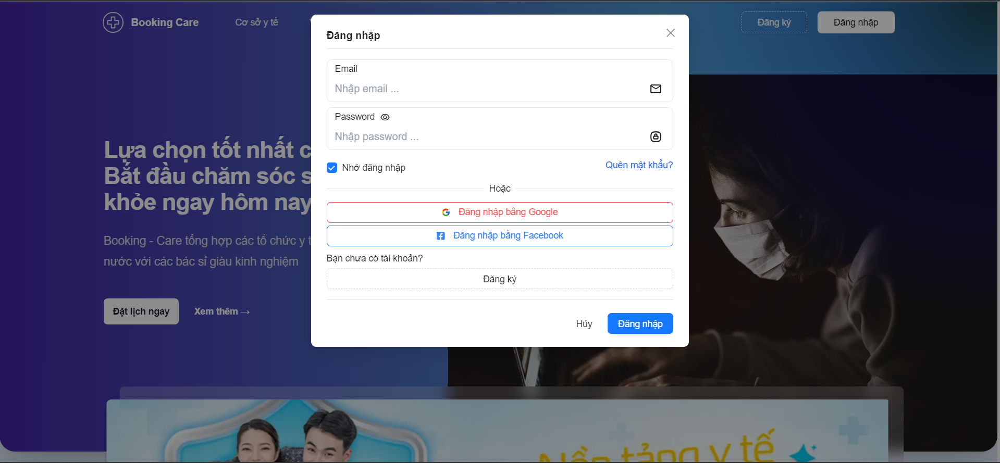 Booking Care
Cơ sở y tế
Đăng ký
Đăng nhập
Lựa chọn tốt nhất c
Bắt đầu chăm sóc s
khỏe ngay hôm nay
Booking - Care tổng hợp các tổ chức y t
nước với các bác sỉ giàu kinh nghiệm
Đặt lịch ngay
Xem thêm →
Đăng nhập
Email
Nhập email ...
Password
Nhập password ...
Nhớ đăng nhập
Quên mật khẩu?
Hoặc
Đăng nhập bằng Google
Đăng nhập bằng Facebook
Bạn chưa có tài khoản?
Đăng ký
Hủy
Đăng nhập
Nền tảng y tế